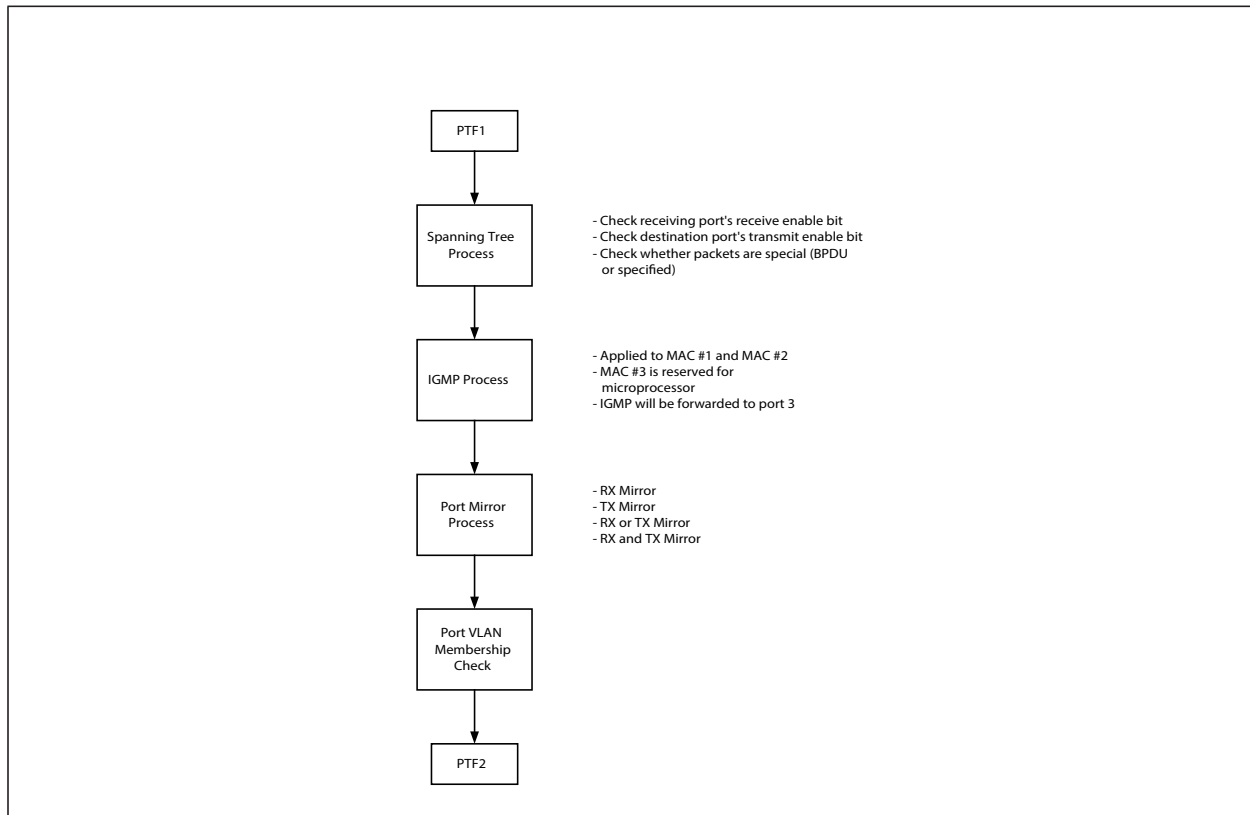 PTF1
Spanning Tree
Process
- Check receiving port's receive enable bit
- Check destination port's transmit enable bit
- Check whether packets are special (BPDU
or specified)
IGMP Process
- Applied to MAC #1 and MAC #2
- MAC #3 is reserved for
microprocessor
- IGMP will be forwarded to port 3
Port Mirror
Process
- RX Mirror
- TX Mirror
- RX or TX Mirror
- RX and TX Mirror
Port VLAN
Membership
Check
PTF2